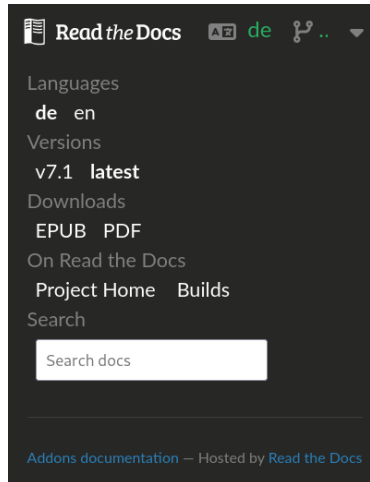 Read the Docs de ..
Languages
de en
Versions
v7.1 latest
Downloads
EPUB PDF
On Read the Docs
Project Home Builds
Search
Search docs
Addons documentation — Hosted by Read the Docs